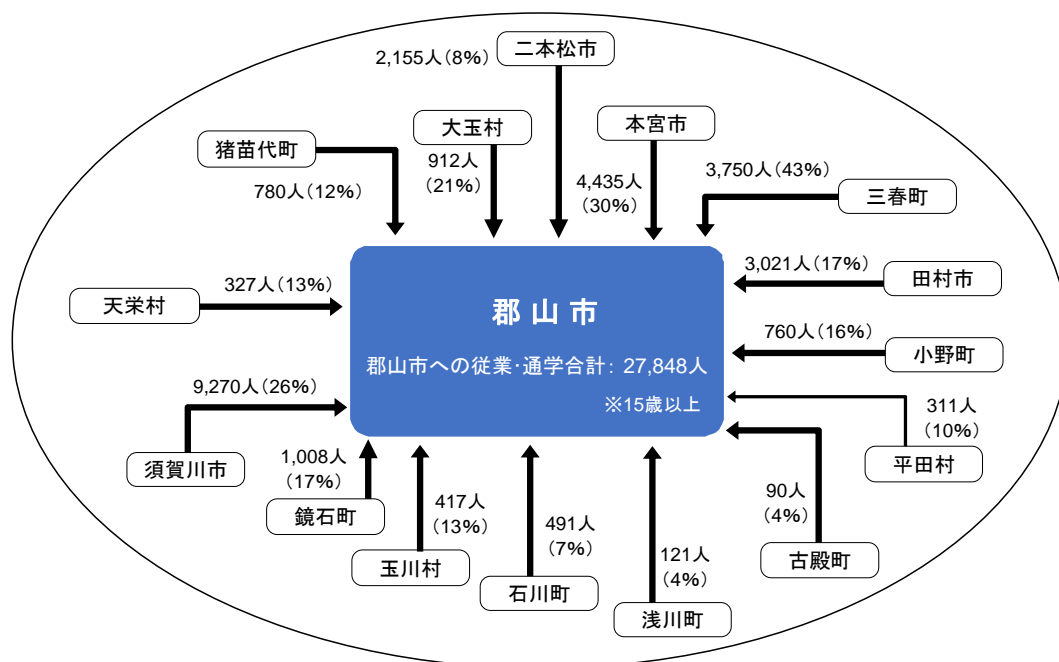 二本松市
2,155人(8%)
大玉村
912人
(21%)
本宮市
4,435人
(30%)
猪苗代町
780人(12%)
3,750人(43%)
三春町
天栄村
327人(13%)
3,021人(17%)
田村市
郡山市
郡山市への従業･通学合計: 27,848人
※15歳以上
760人(16%)
小野町
9,270人(26%)
須賀川市
311人
(10%)
平田村
1,008人
(17%)
鏡石町
417人
(13%)
玉川村
491人
(7%)
石川町
121人
(4%)
浅川町
90人
(4%)
古殿町